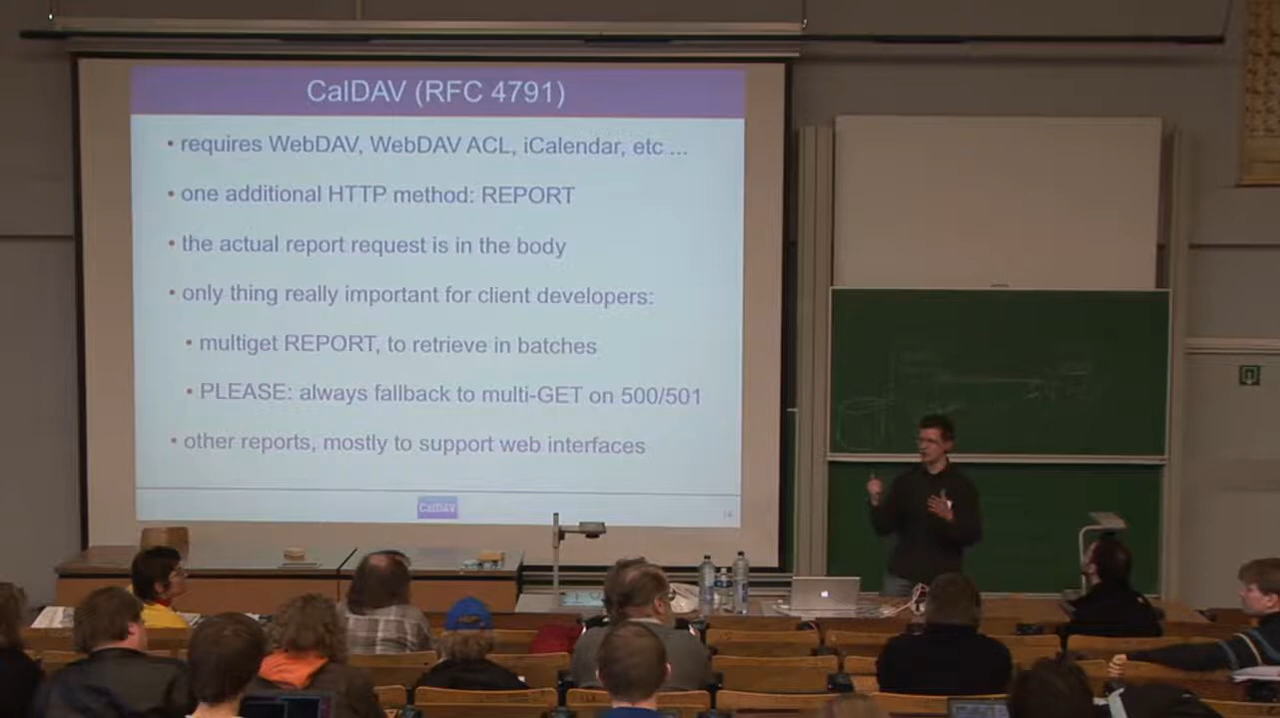 CalDAV (RFC 4791)
• requires WebDAV, WebDAV ACL, iCalendar, etc ...
• one additional HTTP method: REPORT
• the actual report request is in the body
• only thing really important for client developers:
• multiget REPORT, to retrieve in batches
• PLEASE: always fallback to multi-GET on 500/501
• other reports, mostly to support web interfaces
CalDAV